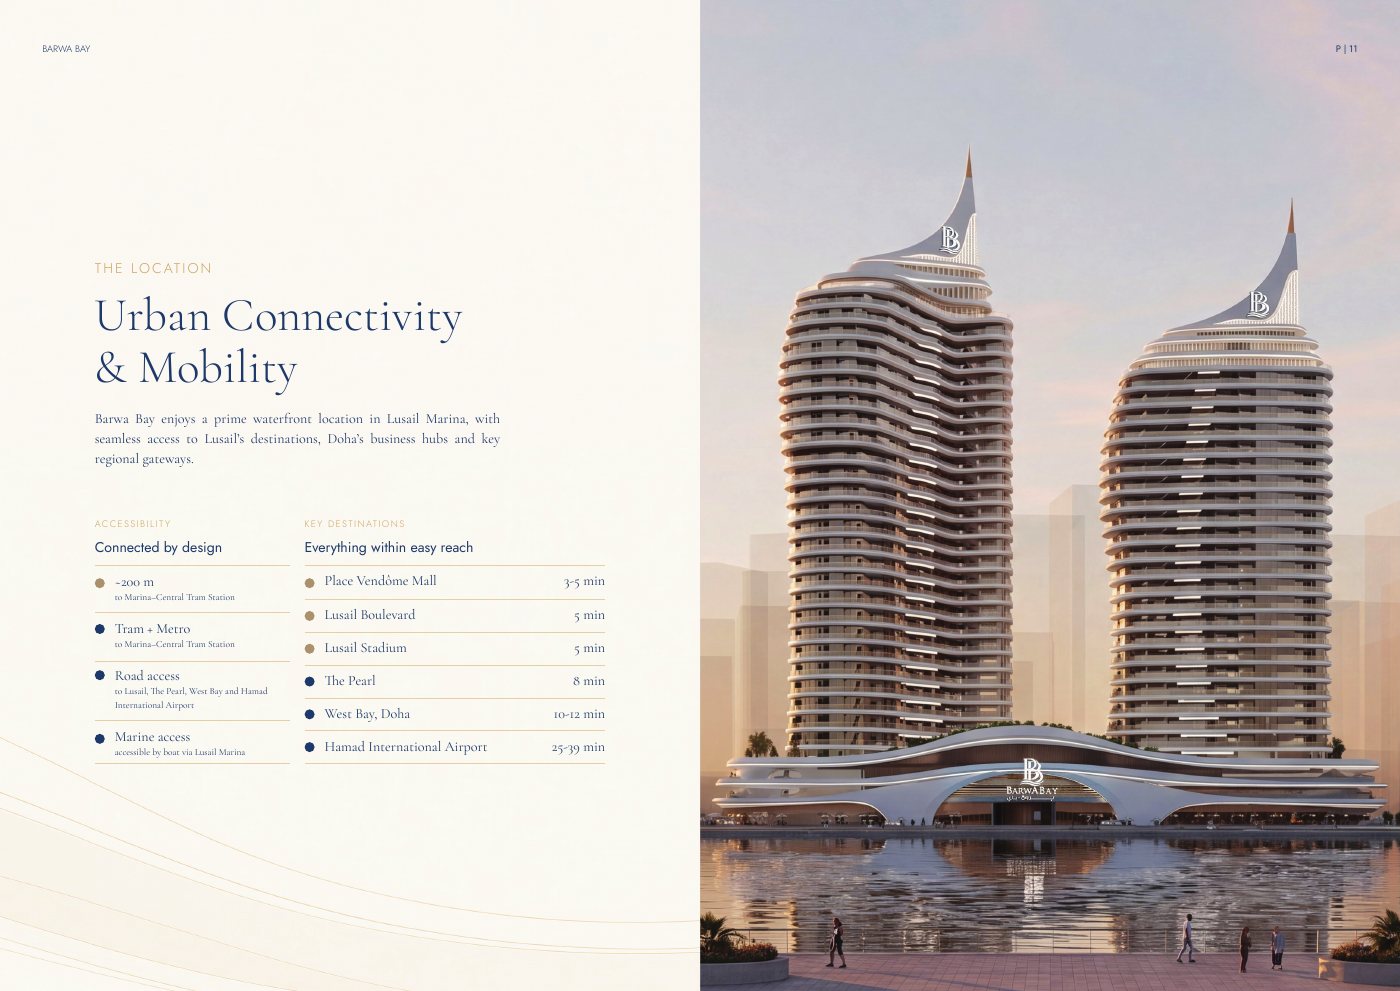 BARWA BAY
P | 11
THE LOCATION
Urban Connectivity
& Mobility
Barwa Bay enjoys a prime waterfront location in Lusail Marina, with
seamless access to Lusail's destinations, Doha's business hubs and key
regional gateways.
ACCESSIBILITY
Connected by design
~200 m
to Marina–Central Tram Station
Tram + Metro
to Marina–Central Tram Station
Road access
to Lusail, The Pearl, West Bay and Hamad
International Airport
Marine access
accessible by boat via Lusail Marina
KEY DESTINATIONS
Everything within easy reach
Place Vendôme Mall 3-5 min
Lusail Boulevard 5 min
Lusail Stadium 5 min
The Pearl 8 min
West Bay, Doha 10-12 min
Hamad International Airport 25-39 min
B
B
B
BARWA BAY